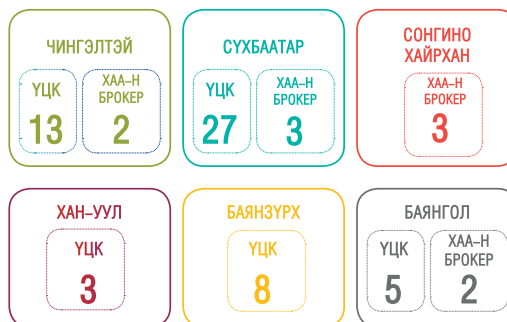 ЧИНГЭЛТЭЙ
ҮЦК
13
ХАА–Н
БРОКЕР
2
СҮХБААТАР
ҮЦК
27
ХАА–Н
БРОКЕР
3
СОНГИНО
ХАЙРХАН
ХАА–Н
БРОКЕР
3
ХАН–УУЛ
ҮЦК
3
БАЯНЗҮРХ
ҮЦК
8
БАЯНГОЛ
ҮЦК
5
ХАА–Н
БРОКЕР
2